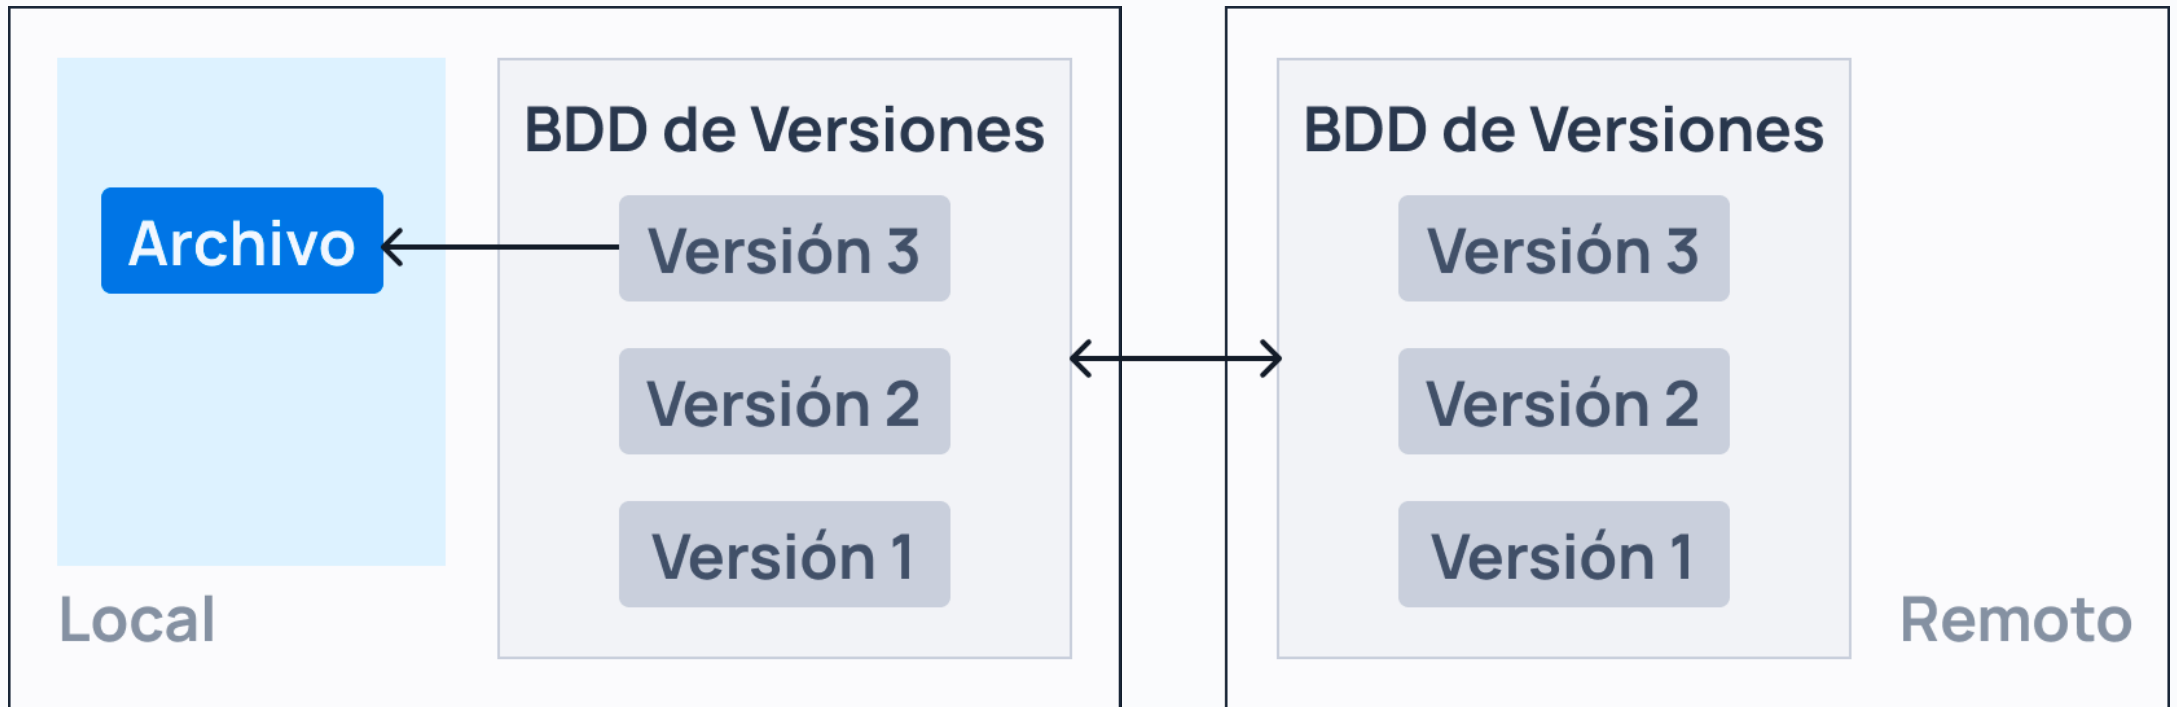 BDD de Versiones
Archivo
Versión 3
Versión 2
Versión 1
Local
BDD de Versiones
Versión 3
Versión 2
Versión 1
Remoto